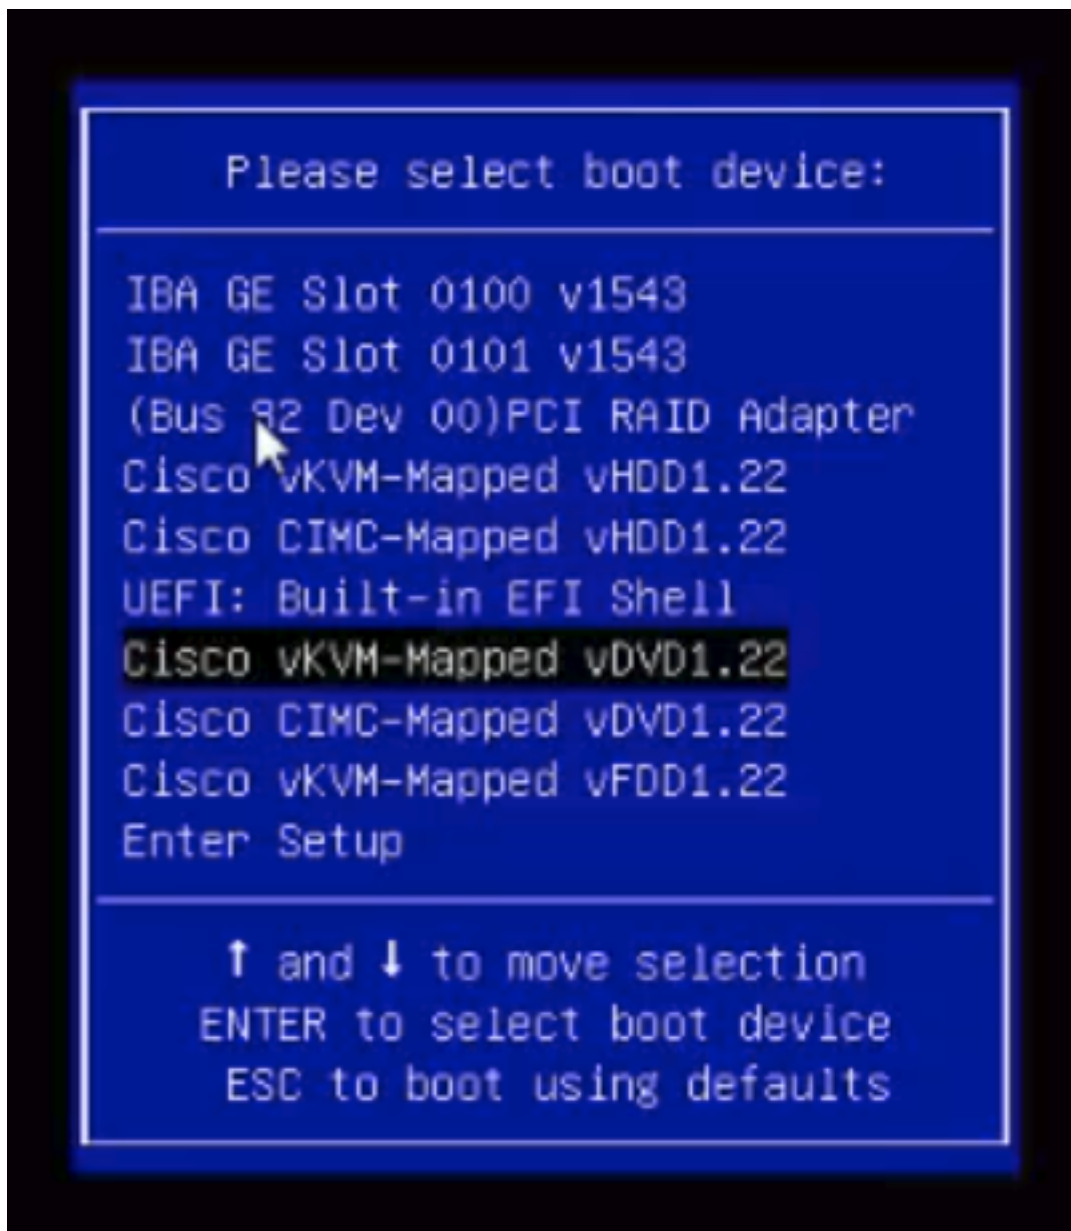 Please select boot device:
IBA GE Slot 0100 v1543
IBA GE Slot 0101 v1543
(Bus 82 Dev 00)PCI RAID Adapter
Cisco vKVM-Mapped vHDD1.22
Cisco CIMC-Mapped vHDD1.22
UEFI: Built-in EFI Shell
Cisco vKVM-Mapped vDVD1.22
Cisco CIMC-Mapped vDVD1.22
Cisco vKVM-Mapped vFDD1.22
Enter Setup
↑ and ↓ to move selection
ENTER to select boot device
ESC to boot using defaults